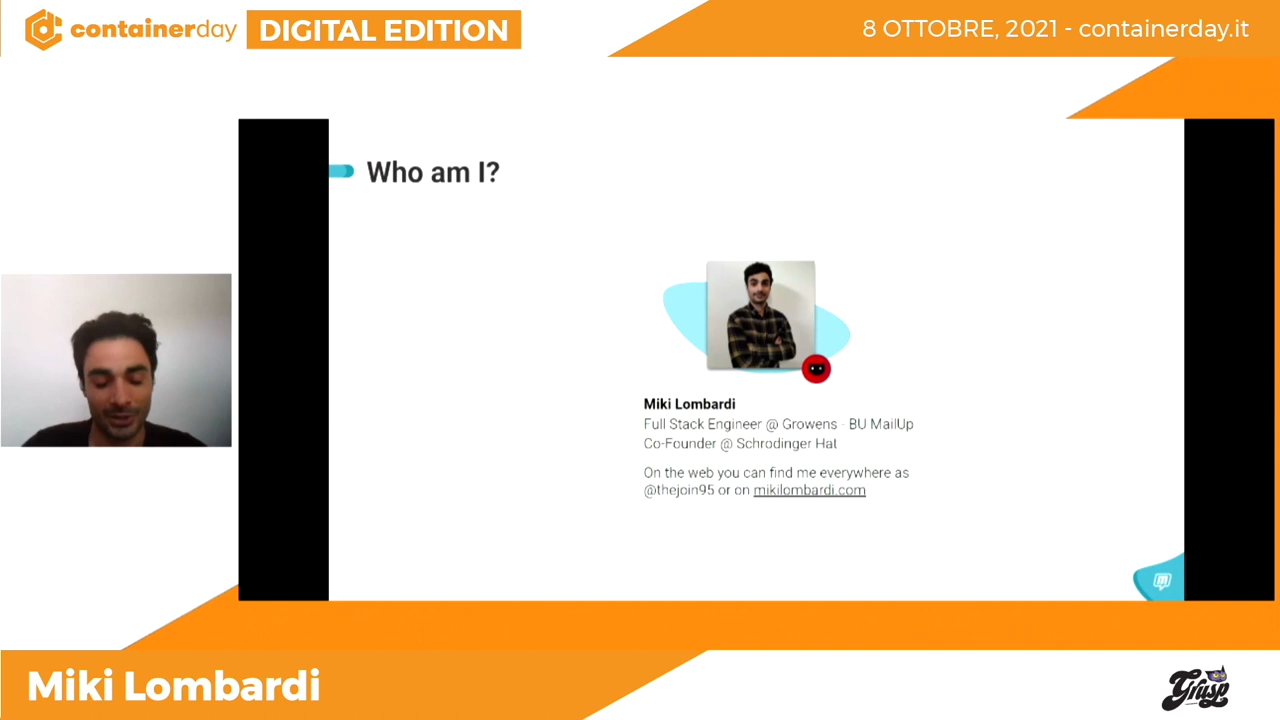 containerday DIGITAL EDITION
8 OTTOBRE, 2021 - containerday.it
Who am I?
Miki Lombardi
Full Stack Engineer @ Growens - BU MailUp
Co-Founder @ Schrodinger Hat
On the web you can find me everywhere as
@thejoin95 or on mikilombardi.com
m
Miki Lombardi
Grusp